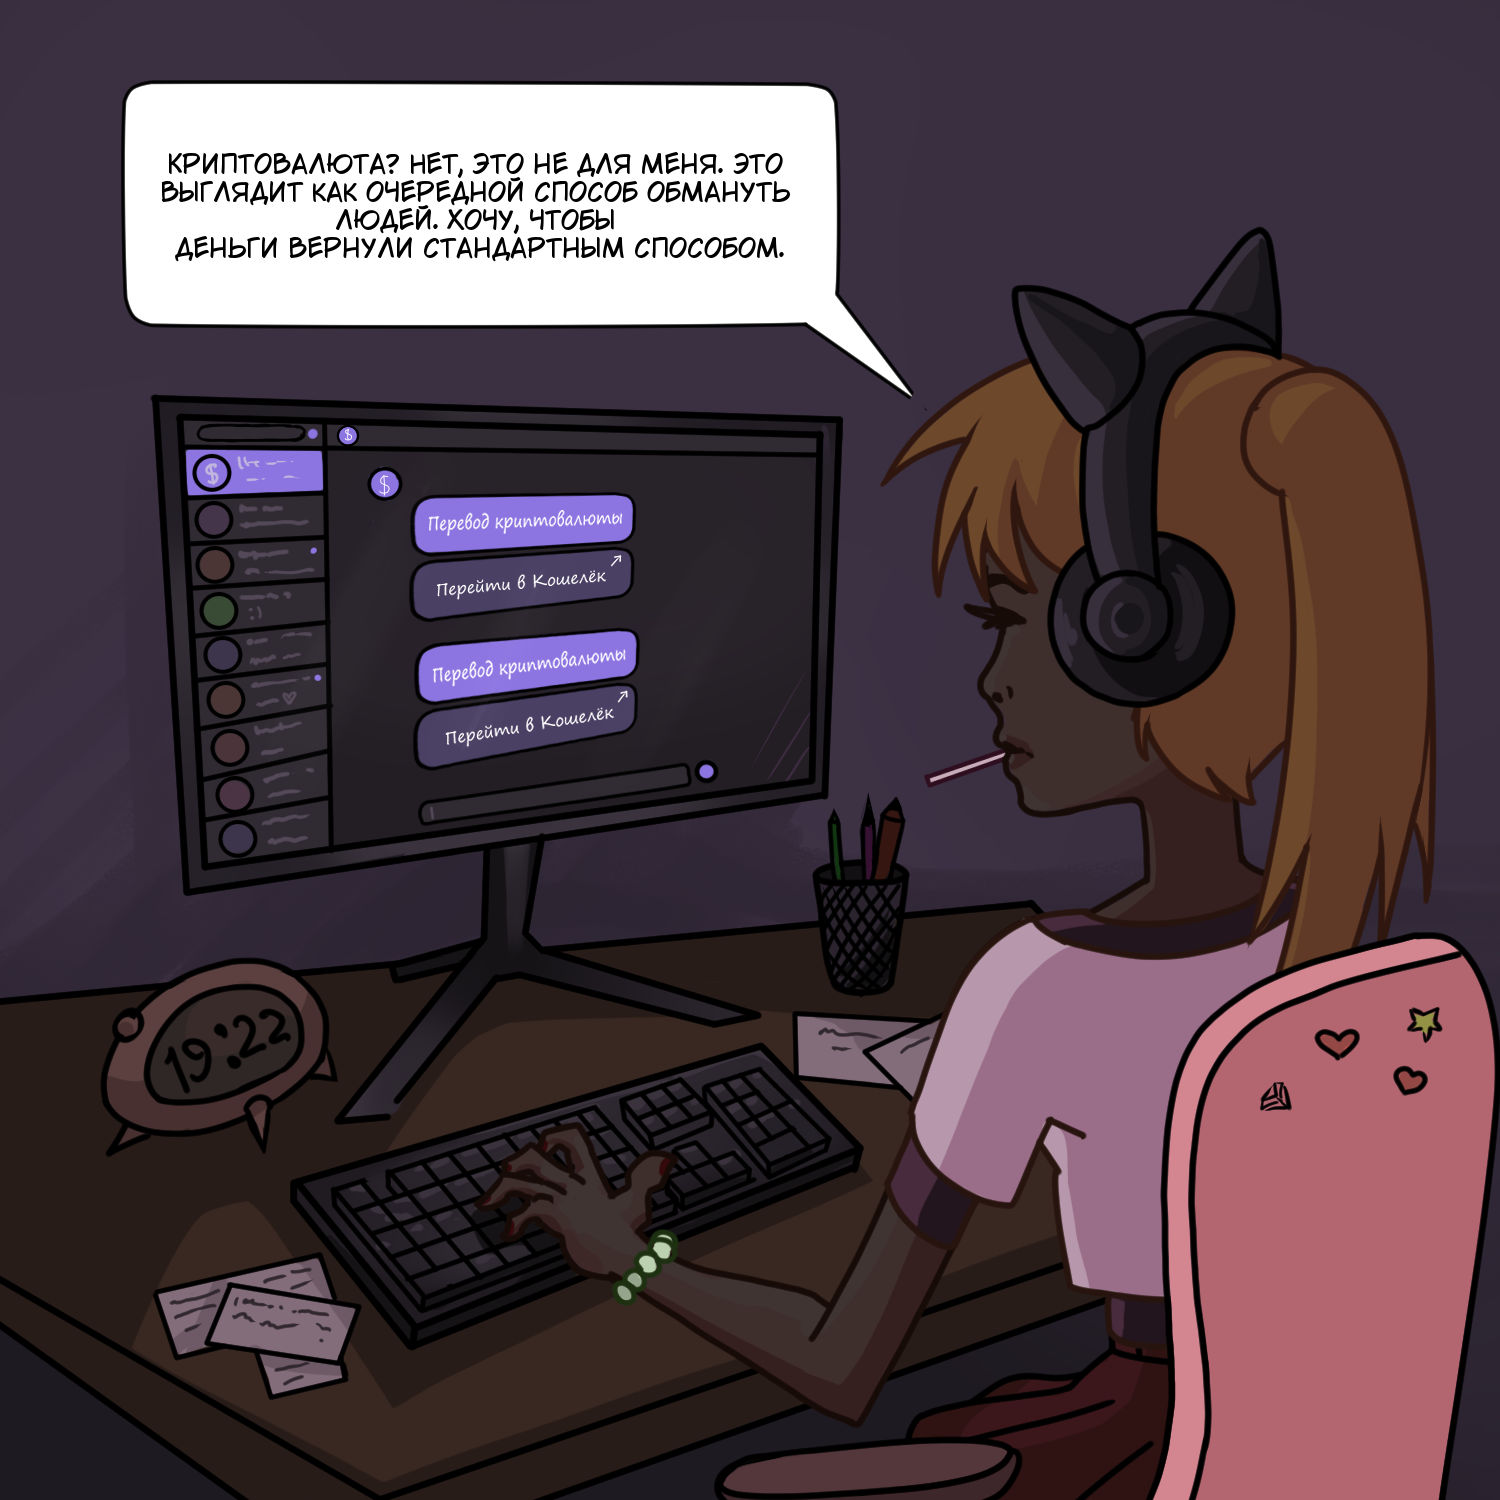 КРИПТОВАЛЮТА? НЕТ, ЭТО НЕ ДЛЯ МЕНЯ. ЭТО
ВЫГЛЯДИТ КАК ОЧЕРЕДНОЙ СПОСОБ ОБМАНУТЬ
ЛЮДЕЙ. ХОЧУ, ЧТОБЫ
ДЕНЬГИ ВЕРНУЛИ СТАНДАРТНЫМ СПОСОБОМ.
$
$
$
Перевод криптовалюты
Перейти в Кошелёк ↗
:)
Перевод криптовалюты
Перейти в Кошелёк ↗
19:22